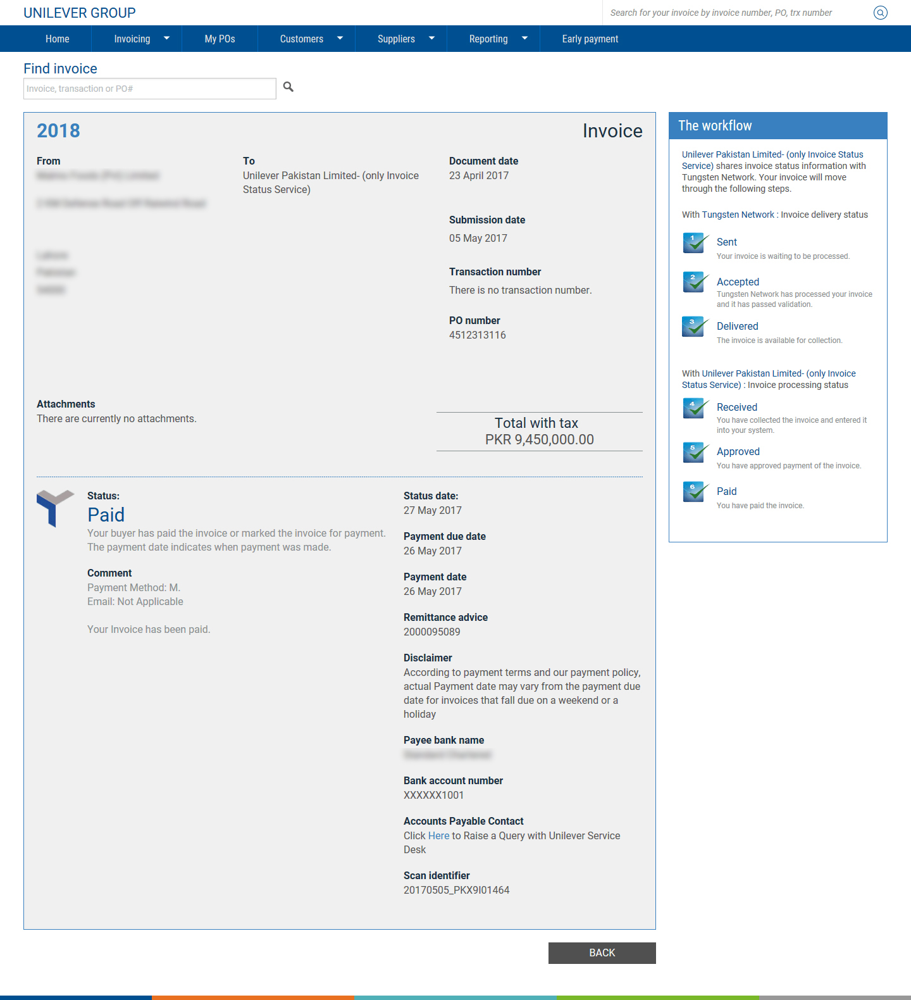 UNILEVER GROUP
Search for your invoice by invoice number, PO, trx number
Home
Invoicing
My POs
Customers
Suppliers
Reporting
Early payment
Find invoice
Invoice, transaction or PO#
2018
Invoice
From
To
Unilever Pakistan Limited- (only Invoice
Status Service)
Document date
23 April 2017
Submission date
05 May 2017
Transaction number
There is no transaction number.
PO number
4512313116
Attachments
There are currently no attachments.
Total with tax
PKR 9,450,000.00
Status:
Paid
Your buyer has paid the invoice or marked the invoice for payment.
The payment date indicates when payment was made.
Comment
Payment Method: M.
Email: Not Applicable
Your Invoice has been paid.
Status date:
27 May 2017
Payment due date
26 May 2017
Payment date
26 May 2017
Remittance advice
2000095089
Disclaimer
According to payment terms and our payment policy,
actual Payment date may vary from the payment due
date for invoices that fall due on a weekend or a
holiday
Payee bank name
Bank account number
XXXXXX1001
Accounts Payable Contact
Click Here to Raise a Query with Unilever Service
Desk
Scan identifier
20170505_PKX9I01464
BACK
The workflow
Unilever Pakistan Limited- (only Invoice Status
Service) shares invoice status information with
Tungsten Network. Your invoice will move
through the following steps.
With Tungsten Network : Invoice delivery status
1
Sent
Your invoice is waiting to be processed.
2
Accepted
Tungsten Network has processed your invoice
and it has passed validation.
3
Delivered
The invoice is available for collection.
With Unilever Pakistan Limited- (only Invoice
Status Service) : Invoice processing status
4
Received
You have collected the invoice and entered it
into your system.
5
Approved
You have approved payment of the invoice.
6
Paid
You have paid the invoice.